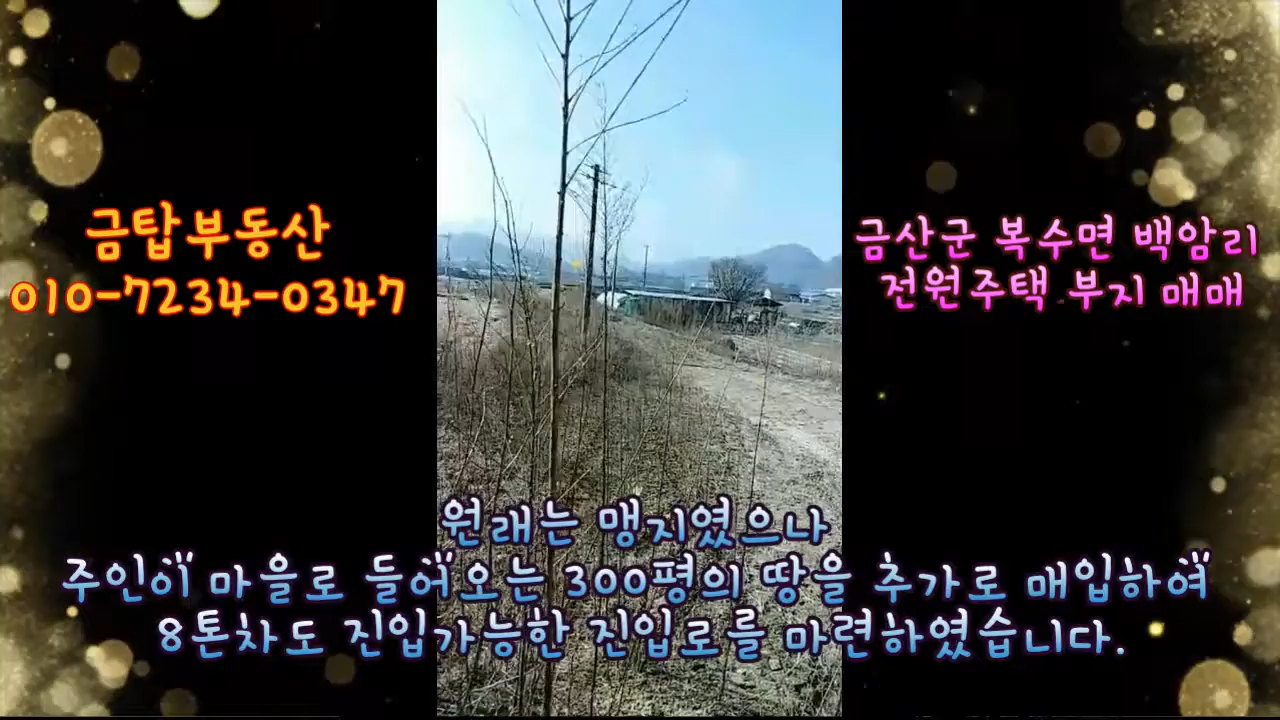 금탑부동산
010-7234-0347
금산군 복수면 백암리
전원주택 부지 매매
원래는 맹지였으나
주인이 마을로 들어오는 300평의 땅을 추가로 매입하여
8톤차도 진입가능한 진입로를 마련하였습니다.